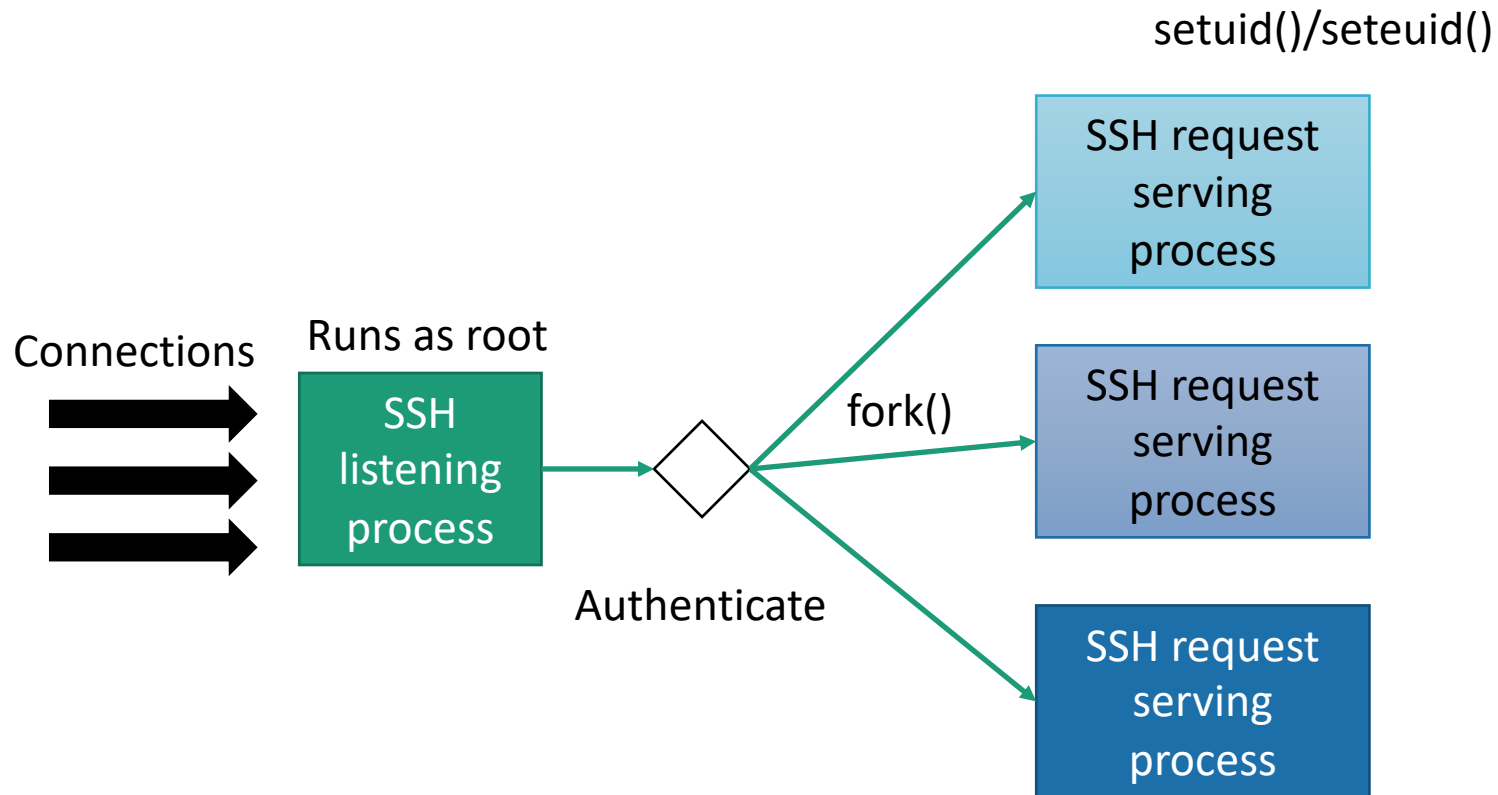 setuid()/seteuid()
SSH request
serving
process
Connections
Runs as root
SSH
listening
process
fork()
SSH request
serving
process
Authenticate
SSH request
serving
process